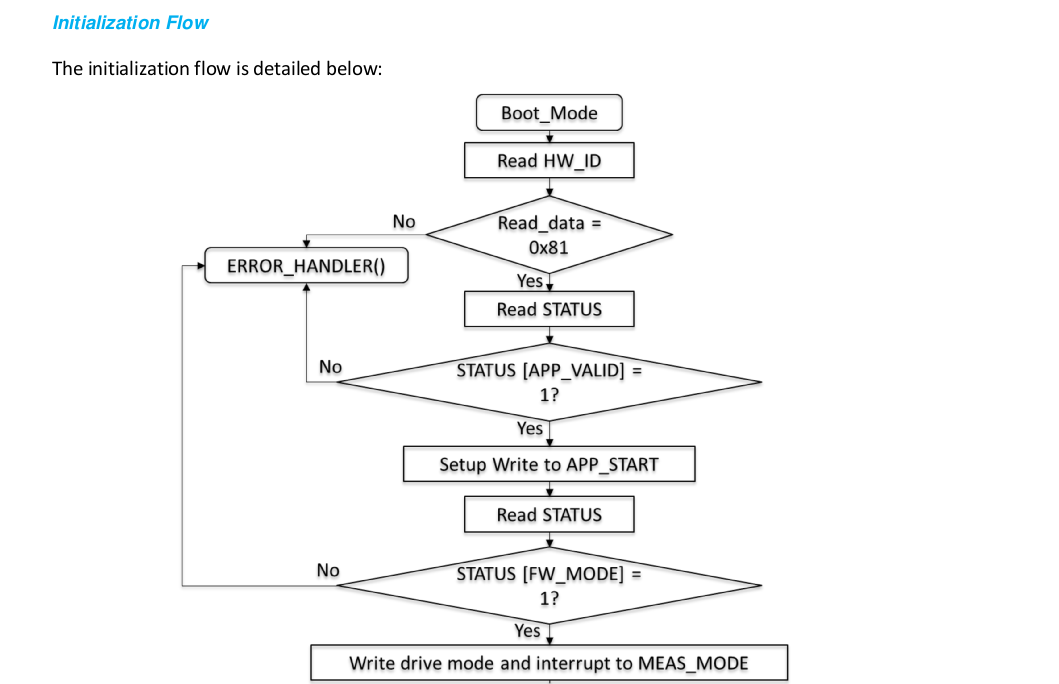 Initialization Flow
The initialization flow is detailed below:
Boot_Mode
Read HW_ID
No
Read_data =
0x81
ERROR_HANDLER()
Yes
Read STATUS
No
STATUS [APP_VALID] =
1?
Yes
Setup Write to APP_START
Read STATUS
No
STATUS [FW_MODE] =
1?
Yes
Write drive mode and interrupt to MEAS_MODE